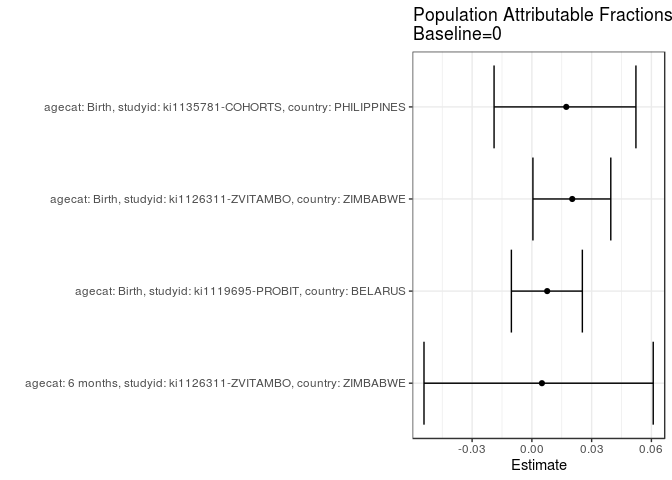 Population Attributable Fractions
Baseline=0
agecat: Birth, studyid: ki1135781-COHORTS, country: PHILIPPINES
agecat: Birth, studyid: ki1126311-ZVITAMBO, country: ZIMBABWE
agecat: Birth, studyid: ki1119695-PROBIT, country: BELARUS
agecat: 6 months, studyid: ki1126311-ZVITAMBO, country: ZIMBABWE
-0.03 0.00 0.03 0.06
Estimate